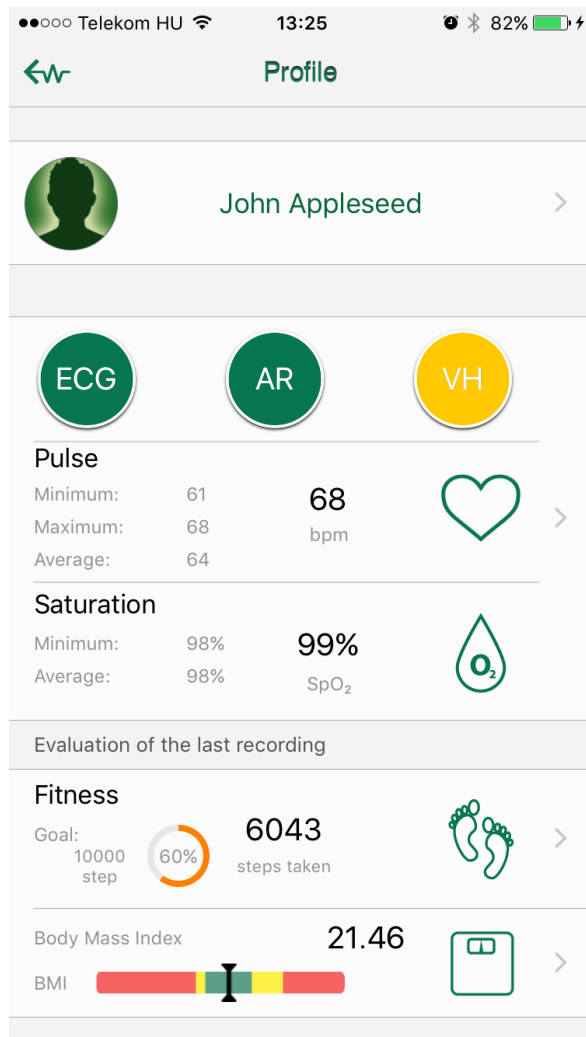 Telekom HU 13:25 82%
Profile
John Appleseed
ECG AR VH
Pulse
Minimum: 61
68
Maximum: 68
bpm
Average: 64
Saturation
Minimum: 98%
99%
Average: 98%
SpO₂
O₂
Evaluation of the last recording
Fitness
Goal:
10000
step
60%
6043
steps taken
Body Mass Index
21.46
BMI